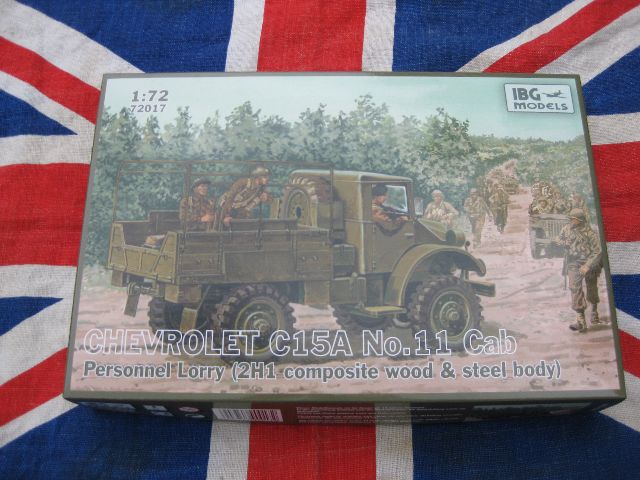 1:72
72017
IBG
MODELS
CHEVROLET C15A No.11 Cab
Personnel Lorry (2H1 composite wood & steel body)